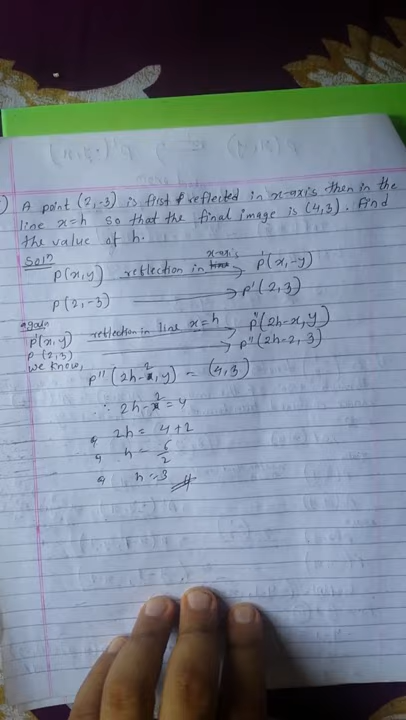 ) A point (2,-3) is first reflected in x-axis then in the
line x=h so that the final image is (4,3). Find
the value of h.
Soln
P(x,y) reflection in x-axis → P'(x,-y)
P(2,-3) → P'(2,3)
again
P'(x,y) reflection in line x=h → P''(2h-x,y)
P'(2,3) → P''(2h-2, 3)
we know,
P''(2h-2,y) = (4,3)
∴ 2h-2=4
2h = 4+2
h = 6/2
h=3